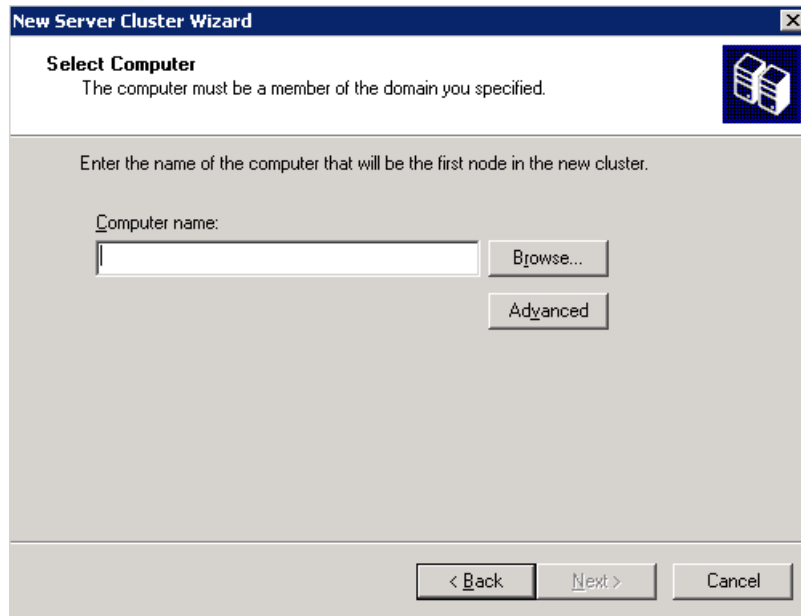 New Server Cluster Wizard
Select Computer
The computer must be a member of the domain you specified.
Enter the name of the computer that will be the first node in the new cluster.
Computer name:
Browse...
Advanced
< Back
Next >
Cancel